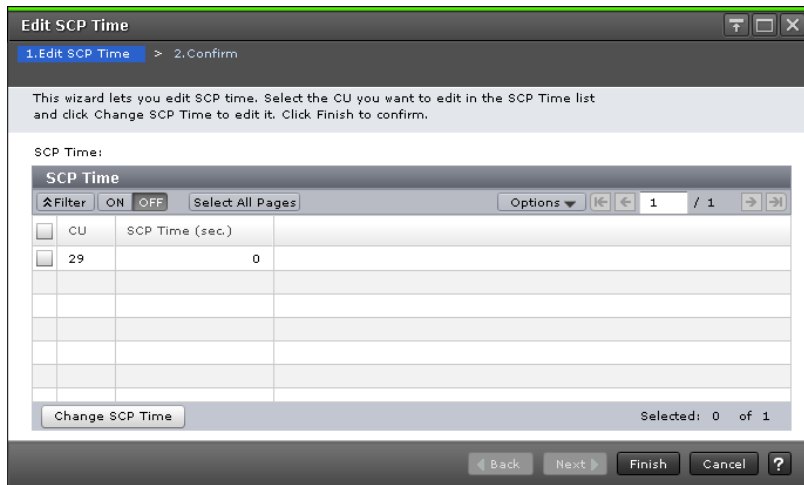 Edit SCP Time
1.Edit SCP Time > 2.Confirm
This wizard lets you edit SCP time. Select the CU you want to edit in the SCP Time list
and click Change SCP Time to edit it. Click Finish to confirm.
SCP Time:
SCP Time
Filter ON OFF Select All Pages Options 1 / 1
CU SCP Time (sec.)
29 0
Change SCP Time Selected: 0 of 1
Back Next Finish Cancel ?